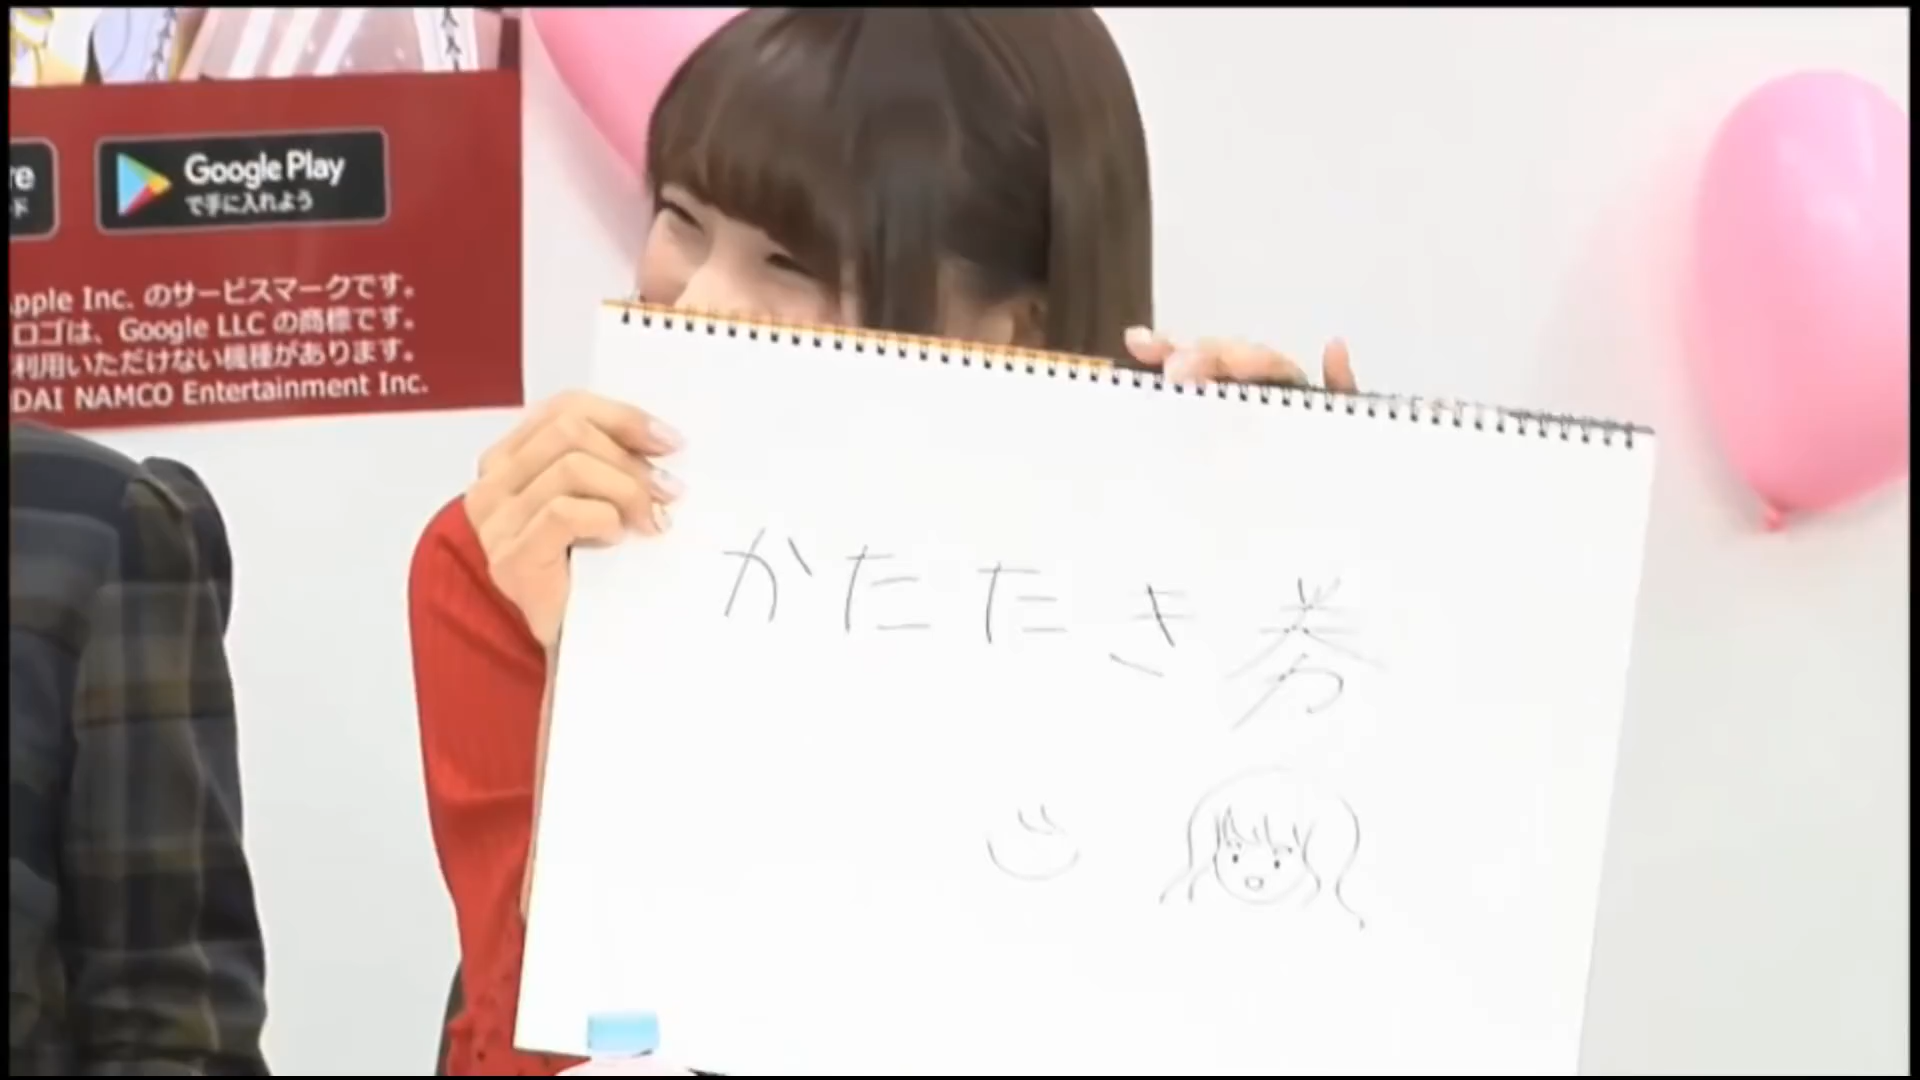 re
ド
Google Play
で手に入れよう
Apple Inc. のサービスマークです。
ロゴは、Google LLC の商標です。
利用いただけない機種があります。
DAI NAMCO Entertainment Inc.
かたたき券